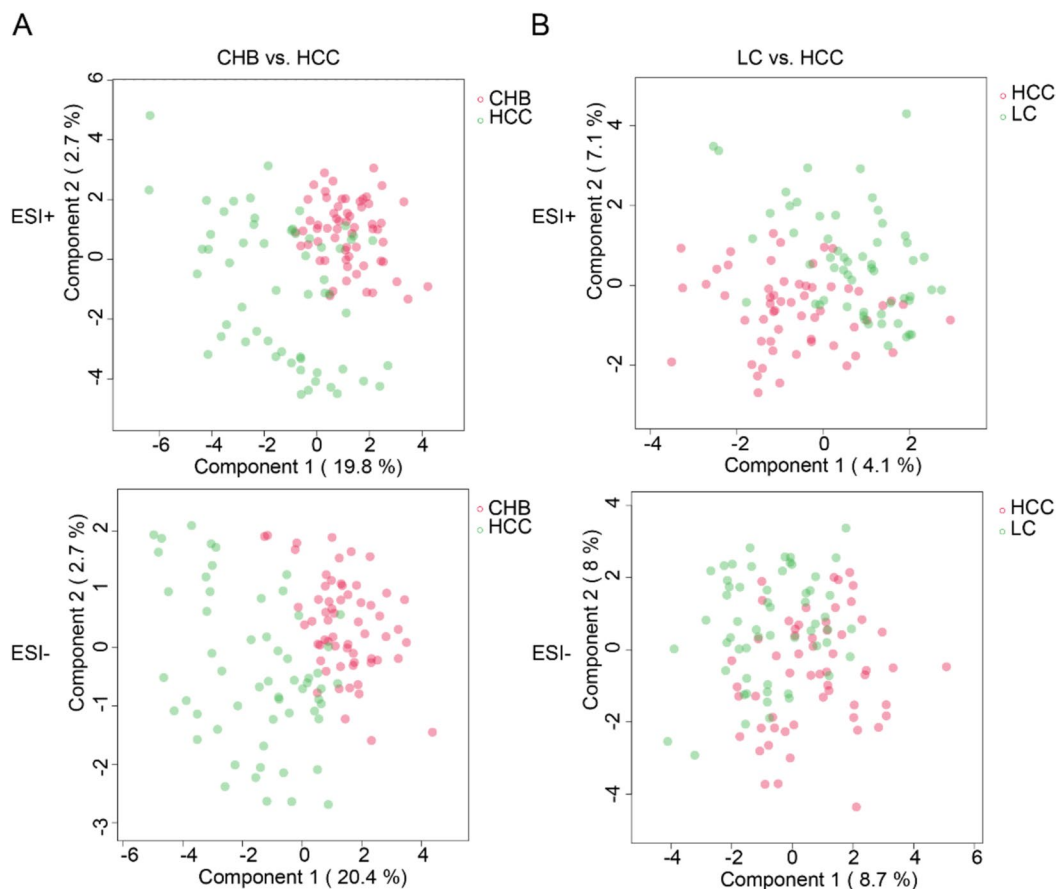 A
B
CHB vs. HCC
LC vs. HCC
CHB
HCC
HCC
LC
ESI+
ESI+
Component 2 ( 2.7 %)
6
4
2
0
-2
-4
-6
-4
-2
0
2
4
Component 1 ( 19.8 %)
Component 2 ( 7.1 %)
4
2
0
-2
-4
-2
0
2
Component 1 ( 4.1 %)
CHB
HCC
HCC
LC
ESI-
ESI-
Component 2 ( 2.7 %)
2
1
0
-1
-2
-3
-6
-4
-2
0
2
4
Component 1 ( 20.4 %)
Component 2 ( 8 %)
4
2
0
-2
-4
-4
-2
0
2
4
6
Component 1 ( 8.7 %)